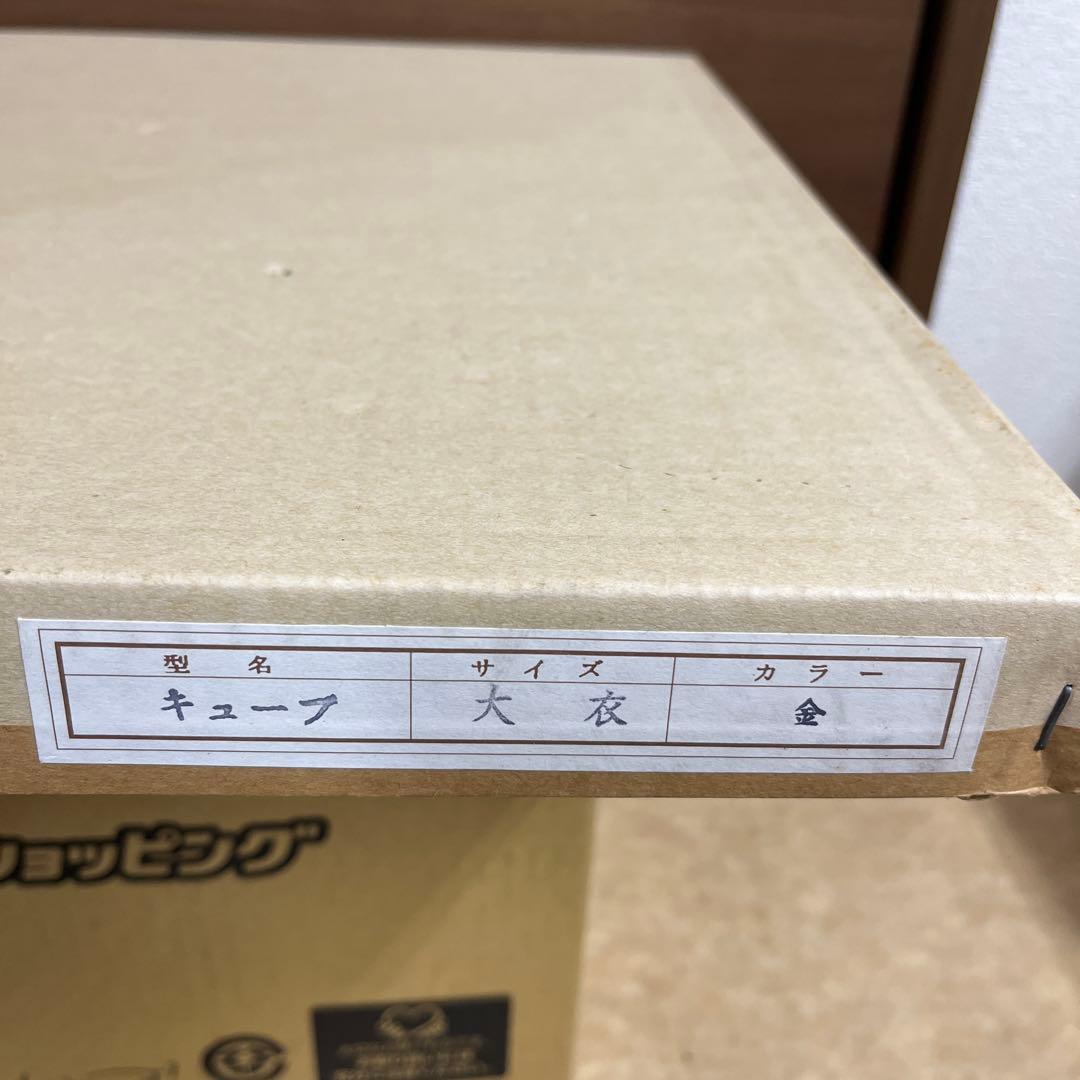 型名 サイズ カラー
キューブ 大衣 金
ショッピング